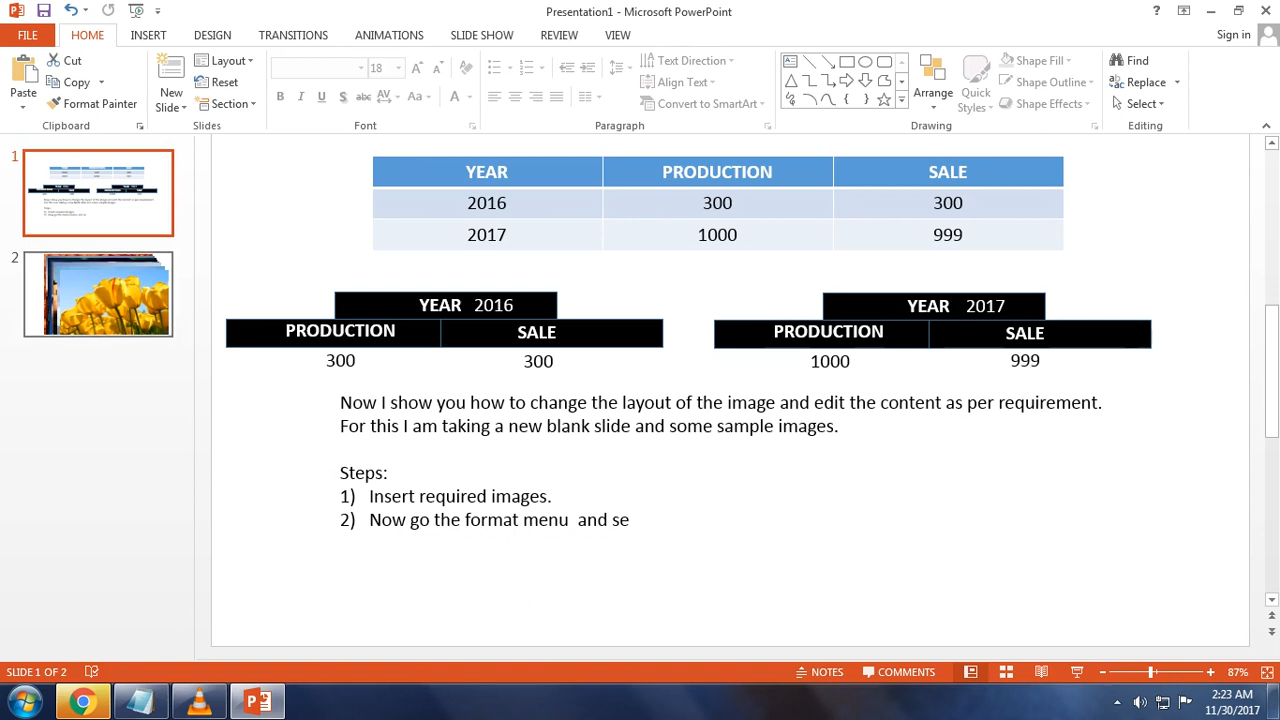 Presentation1 - Microsoft PowerPoint
? 
Sign in
FILE HOME INSERT DESIGN TRANSITIONS ANIMATIONS SLIDE SHOW REVIEW VIEW
Paste
Cut
Copy
Format Painter
Clipboard
New Slide
Layout
Reset
Section
Slides
18
B I U S abc AV Aa A
Font
Text Direction
Align Text
Convert to SmartArt
Paragraph
Arrange
Quick Styles
Shape Fill
Shape Outline
Shape Effects
Drawing
Find
Replace
Select
Editing
1
2
YEAR PRODUCTION SALE
2016 300 300
2017 1000 999
YEAR 2016
PRODUCTION SALE
300 300
YEAR 2017
PRODUCTION SALE
1000 999
Now I show you how to change the layout of the image and edit the content as per requirement.
For this I am taking a new blank slide and some sample images.
Steps:
1) Insert required images.
2) Now go the format menu  and se
SLIDE 1 OF 2 NOTES COMMENTS 87%
2:23 AM
11/30/2017